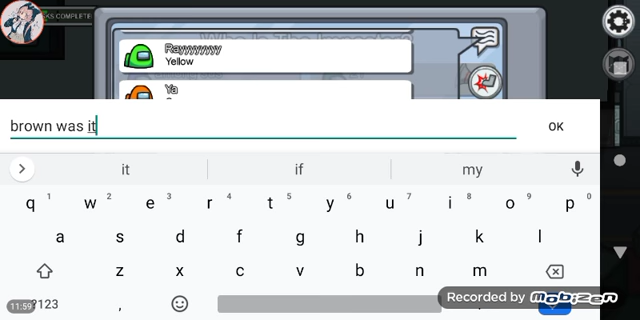 KS COMPLETE
Who Is The Impostor?
Rayyyyyyy
Yellow
Ya
brown was it
OK
it if my
q 1 w 2 e 3 r 4 t 5 y 6 u 7 i 8 o 9 p 0
a s d f g h j k l
z x c v b n m
11:59
?123 , .
Recorded by MOBIZEN